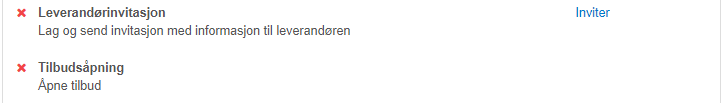 Leverandørinvitasjon Inviter
Lag og send invitasjon med informasjon til leverandøren
Tilbudsåpning
Åpne tilbud